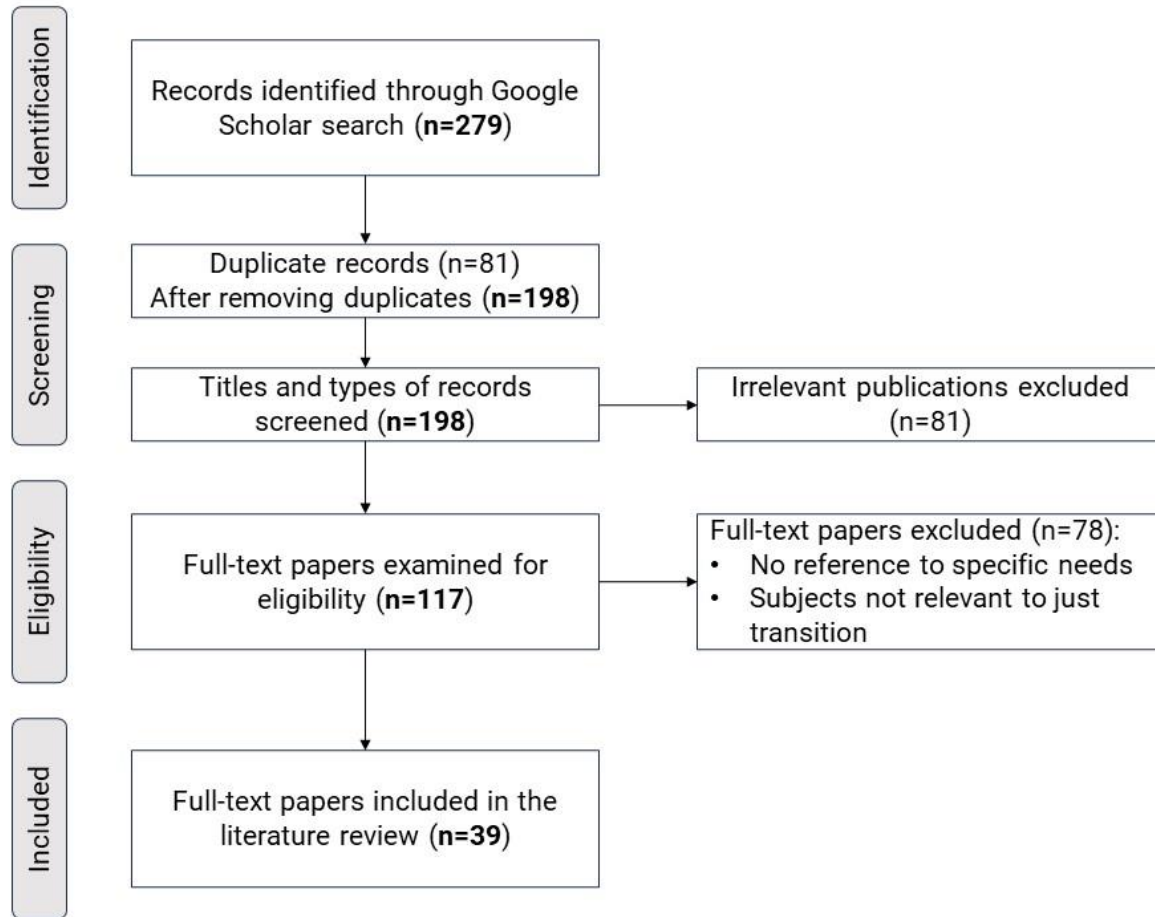 Identification
Records identified through Google
Scholar search (n=279)
Screening
Duplicate records (n=81)
After removing duplicates (n=198)
Titles and types of records
screened (n=198)
Irrelevant publications excluded
(n=81)
Eligibility
Full-text papers examined for
eligibility (n=117)
Full-text papers excluded (n=78):
• No reference to specific needs
• Subjects not relevant to just
transition
Included
Full-text papers included in the
literature review (n=39)